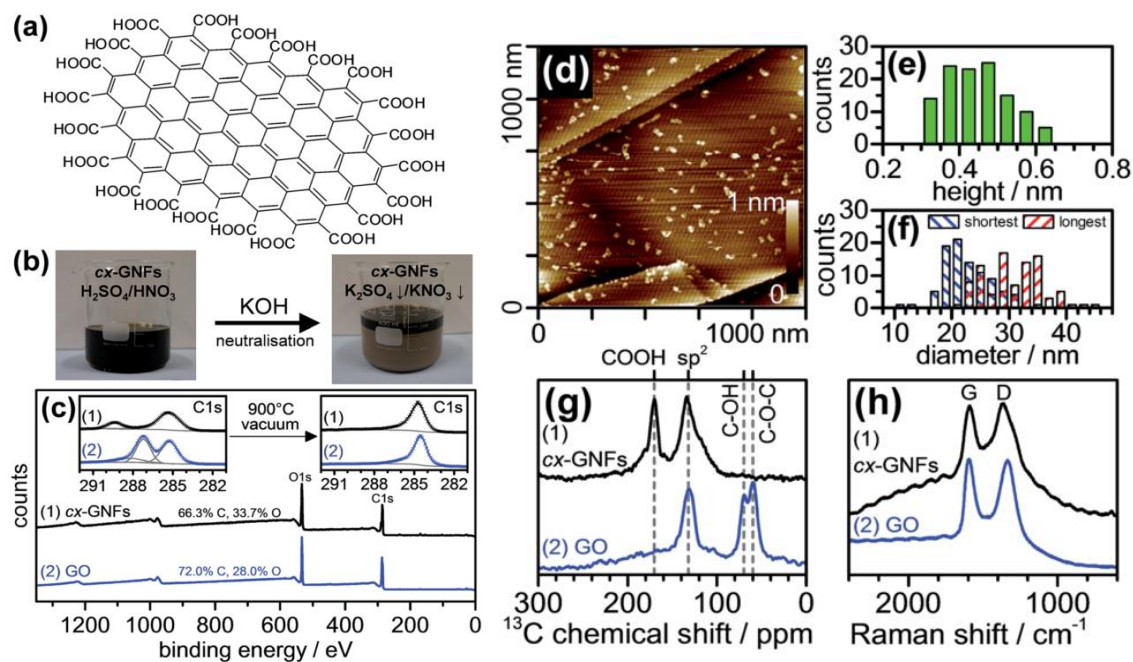 (a)
HOOC
COOH
COOH
COOH
COOH
COOH
COOH
COOH
COOH
COOH
COOH
COOH
COOH
COOH
COOH
HOOC
HOOC
HOOC
HOOC
HOOC
HOOC
HOOC
HOOC
HOOC
HOOC
(b)
cx-GNFs
H2SO4/HNO3
KOH
neutralisation
cx-GNFs
K2SO4↓/KNO3↓
(c)
C1s
(1)
(2)
291 288 285 282
900°C
vacuum
C1s
(1)
(2)
291 288 285 282
O1s
C1s
(1) cx-GNFs 66.3% C, 33.7% O
(2) GO 72.0% C, 28.0% O
counts
1200 1000 800 600 400 200 0
binding energy / eV
(d)
1000 nm
0
1 nm
0
0 1000 nm
(e)
counts
30
20
10
0
0.2 0.4 0.6 0.8
height / nm
(f)
shortest longest
counts
30
20
10
0
10 20 30 40
diameter / nm
COOH sp2
(g)
C-OH
C-O-C
(1)
cx-GNFs
(2) GO
300 200 100 0
13C chemical shift / ppm
(h)
G D
(1)
cx-GNFs
(2) GO
2000 1000
Raman shift / cm-1